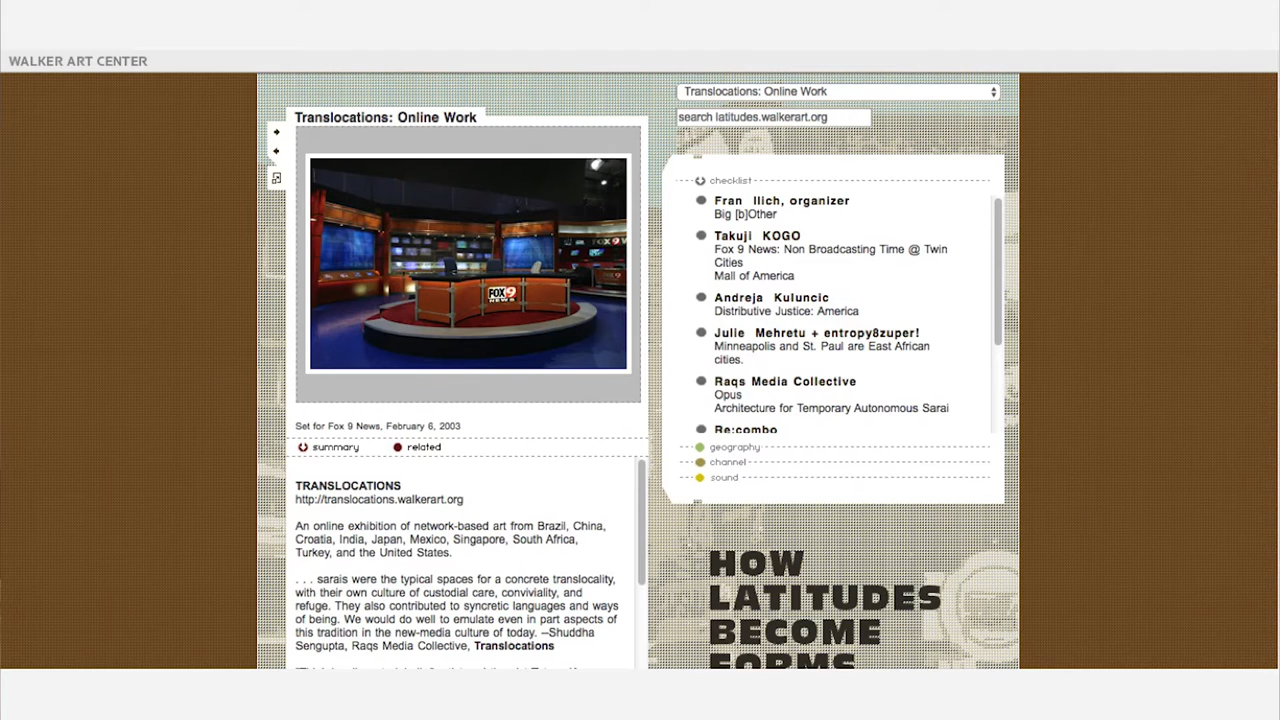 WALKER ART CENTER
Translocations: Online Work
FOX 9
NEWS
Set for Fox 9 News, February 6, 2003
summary
related
TRANSLOCATIONS
http://translocations.walkerart.org
An online exhibition of network-based art from Brazil, China,
Croatia, India, Japan, Mexico, Singapore, South Africa,
Turkey, and the United States.
. . . sarais were the typical spaces for a concrete translocality,
with their own culture of custodial care, conviviality, and
refuge. They also contributed to syncretic languages and ways
of being. We would do well to emulate even in part aspects of
this tradition in the new-media culture of today. –Shuddha
Sengupta, Raqs Media Collective, Translocations
Translocations: Online Work
search latitudes.walkerart.org
checklist
Fran Ilich, organizer
Big [b]Other
Takuji KOGO
Fox 9 News: Non Broadcasting Time @ Twin
Cities
Mall of America
Andreja Kuluncic
Distributive Justice: America
Julie Mehretu + entropy8zuper!
Minneapolis and St. Paul are East African
cities.
Raqs Media Collective
Opus
Architecture for Temporary Autonomous Sarai
Re:combo
geography
channel
sound
HOW
LATITUDES
BECOME
FORMS